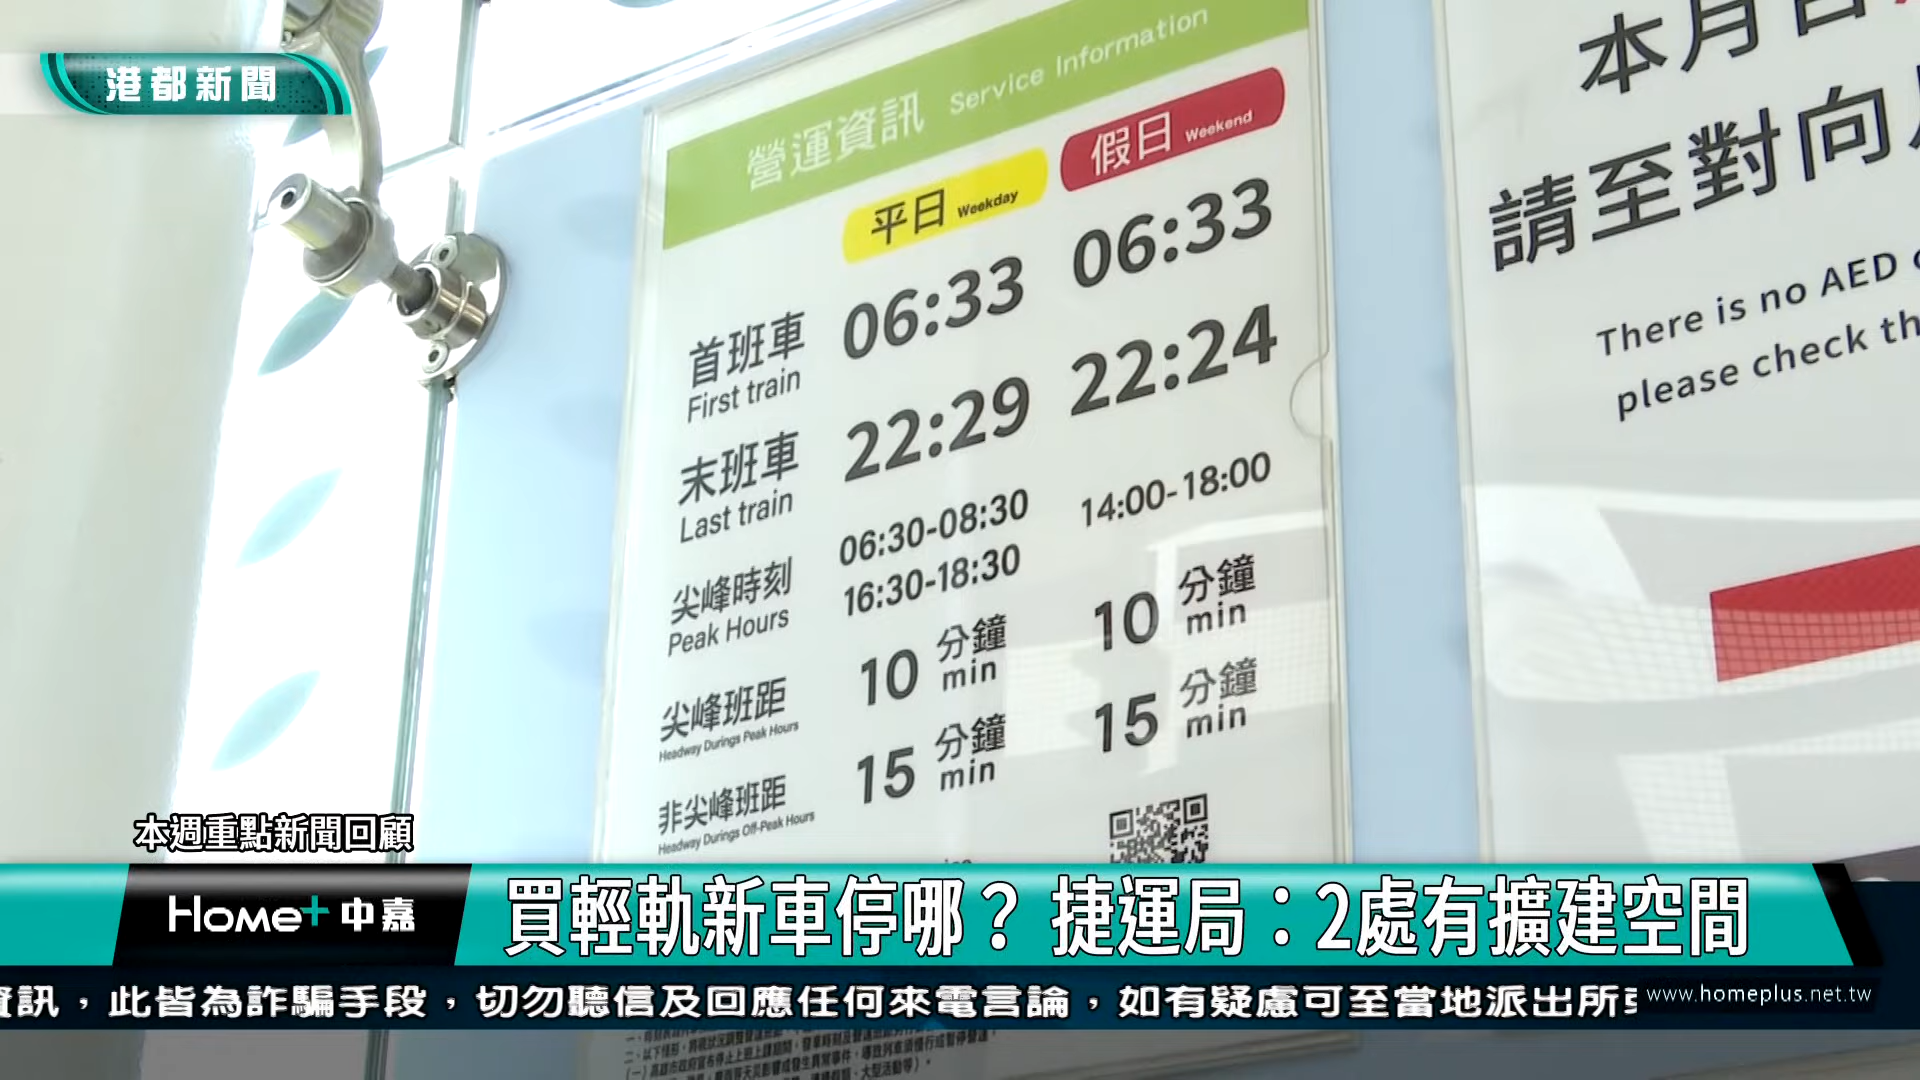 港都新聞
營運資訊 Service Information
平日 Weekday
假日 Weekend
首班車 06:33 06:33
First train
末班車 22:29 22:24
Last train
尖峰時刻 06:30-08:30 14:00-18:00
Peak Hours 16:30-18:30
尖峰班距 10 分鐘 min 10 分鐘 min
Headway Durings Peak Hours
非尖峰班距 15 分鐘 min 15 分鐘 min
Headway Durings Off-Peak Hours
本月台
請至對向
There is no AED
please check
本週重點新聞回顧
Home+中嘉
買輕軌新車停哪？ 捷運局：2處有擴建空間
資訊，此皆為詐騙手段，切勿聽信及回應任何來電言論，如有疑慮可至當地派出所
www.homeplus.net.tw